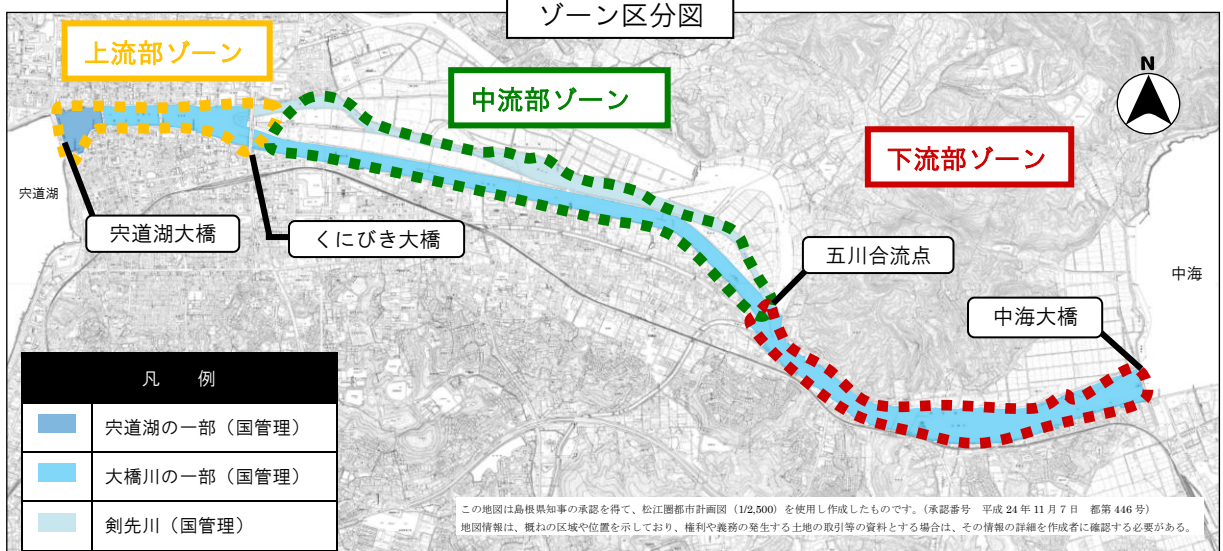 ゾーン区分図
上流部ゾーン
中流部ゾーン
N
下流部ゾーン
宍道湖
宍道湖大橋
くにびき大橋
五川合流点
中海
中海大橋
凡 例
宍道湖の一部（国管理）
大橋川の一部（国管理）
剣先川（国管理）
この地図は島根県知事の承認を得て、松江圏都市計画図（1/2,500）を使用し作成したものです。（承認番号 平成 24 年 11 月 7 日 都第 446 号）
地図情報は、概ねの区域や位置を示しており、権利や義務の発生する土地の取引等の資料とする場合は、その情報の詳細を作成者に確認する必要がある。